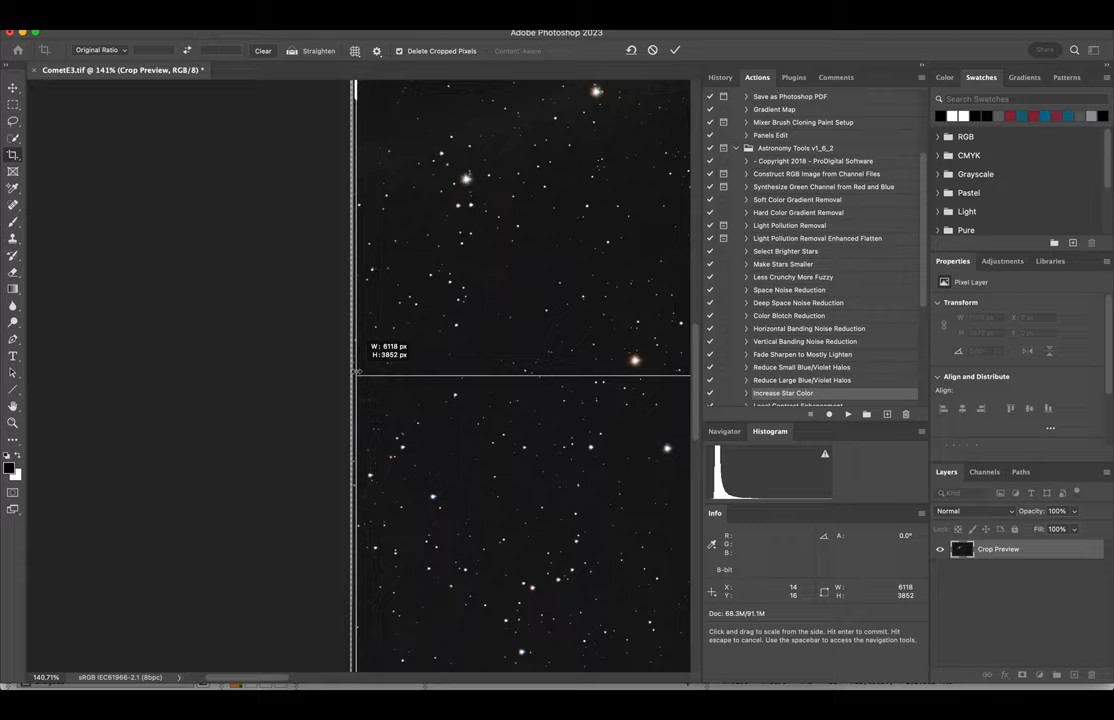 Adobe Photoshop 2023
Original Ratio
Clear
Straighten
Delete Cropped Pixels
Content-Aware
Share
CometE3.tif @ 141% (Crop Preview, RGB/8) *
History
Actions
Plugins
Comments
Save as Photoshop PDF
Gradient Map
Mixer Brush Cloning Paint Setup
Panels Edit
Astronomy Tools v1_6_2
- Copyright 2018 - ProDigital Software
Construct RGB Image from Channel Files
Synthesize Green Channel from Red and Blue
Soft Color Gradient Removal
Hard Color Gradient Removal
Light Pollution Removal
Light Pollution Removal Enhanced Flatten
Select Brighter Stars
Make Stars Smaller
Less Crunchy More Fuzzy
Space Noise Reduction
Deep Space Noise Reduction
Color Blotch Reduction
Horizontal Banding Noise Reduction
Vertical Banding Noise Reduction
Fade Sharpen to Mostly Lighten
Reduce Small Blue/Violet Halos
Reduce Large Blue/Violet Halos
Increase Star Color
W: 6118 px
H: 3852 px
Navigator
Histogram
Info
R:
G:
B:
A:
0.0°
8-bit
X: 14
Y: 16
W: 6118
H: 3852
Doc: 68.3M/91.1M
Click and drag to scale from the side. Hit enter to commit. Hit
escape to cancel. Use the spacebar to access the navigation tools.
Color
Swatches
Gradients
Patterns
Search Swatches
RGB
CMYK
Grayscale
Pastel
Light
Pure
Properties
Adjustments
Libraries
Pixel Layer
Transform
W
X
H
Y
Align and Distribute
Align:
Layers
Channels
Paths
Kind
Normal
Opacity: 100%
Lock:
Fill: 100%
Crop Preview
140.71%
sRGB IEC61966-2.1 (8bpc)